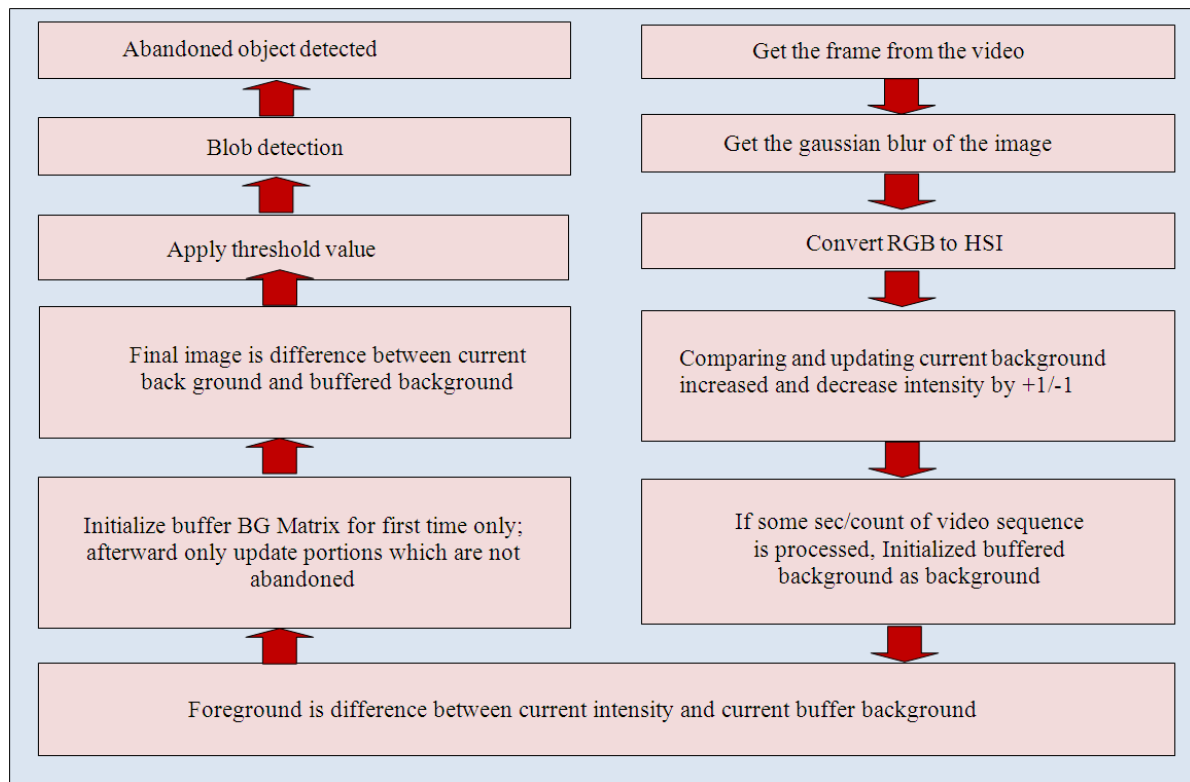 Get the frame from the video
Get the gaussian blur of the image
Convert RGB to HSI
Comparing and updating current background
increased and decrease intensity by +1/-1
If some sec/count of video sequence
is processed, Initialized buffered
background as background
Foreground is difference between current intensity and current buffer background
Initialize buffer BG Matrix for first time only;
afterward only update portions which are not
abandoned
Final image is difference between current
back ground and buffered background
Apply threshold value
Blob detection
Abandoned object detected